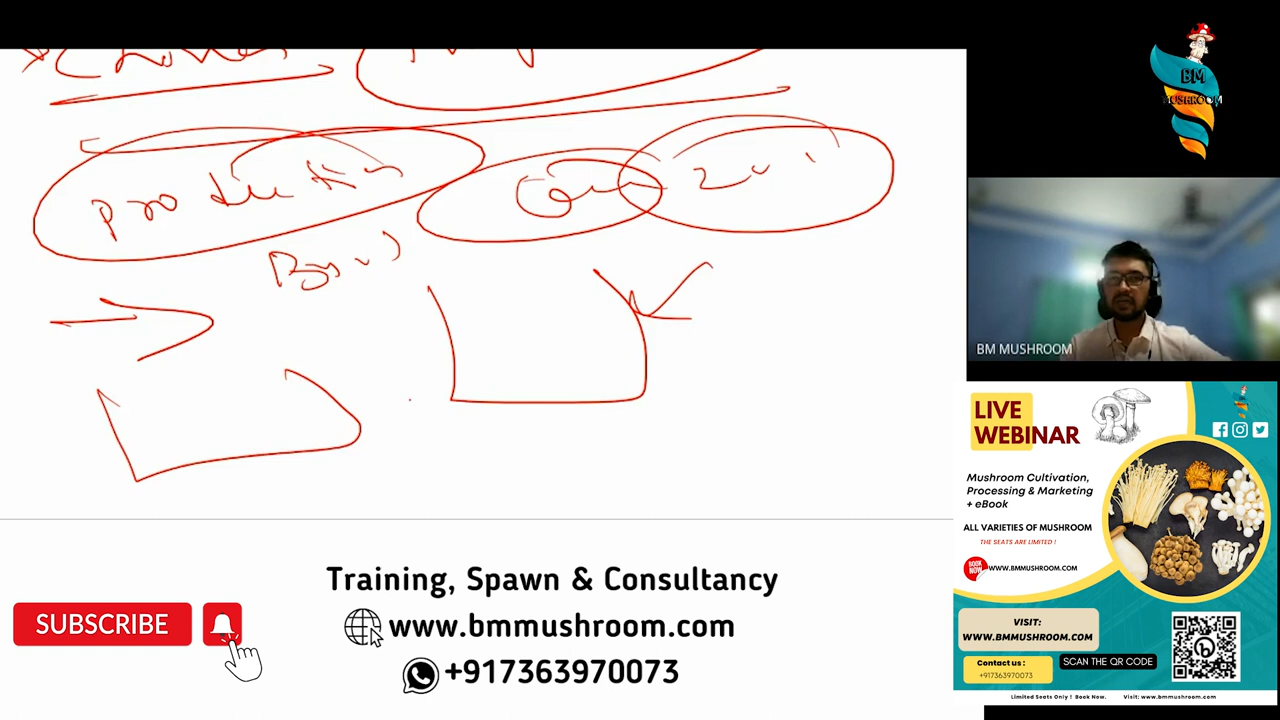 production
BM
MUSHROOM
BM MUSHROOM
LIVE
WEBINAR
Mushroom Cultivation,
Processing & Marketing
+ eBook
ALL VARIETIES OF MUSHROOM
THE SEATS ARE LIMITED !
BOOK NOW
WWW.BMMUSHROOM.COM
VISIT:
WWW.BMMUSHROOM.COM
Contact us :
+917363970073
SCAN THE QR CODE
Limited Seats Only ! Book Now. Visit: www.bmmushroom.com
Training, Spawn & Consultancy
SUBSCRIBE
www.bmmushroom.com
+917363970073